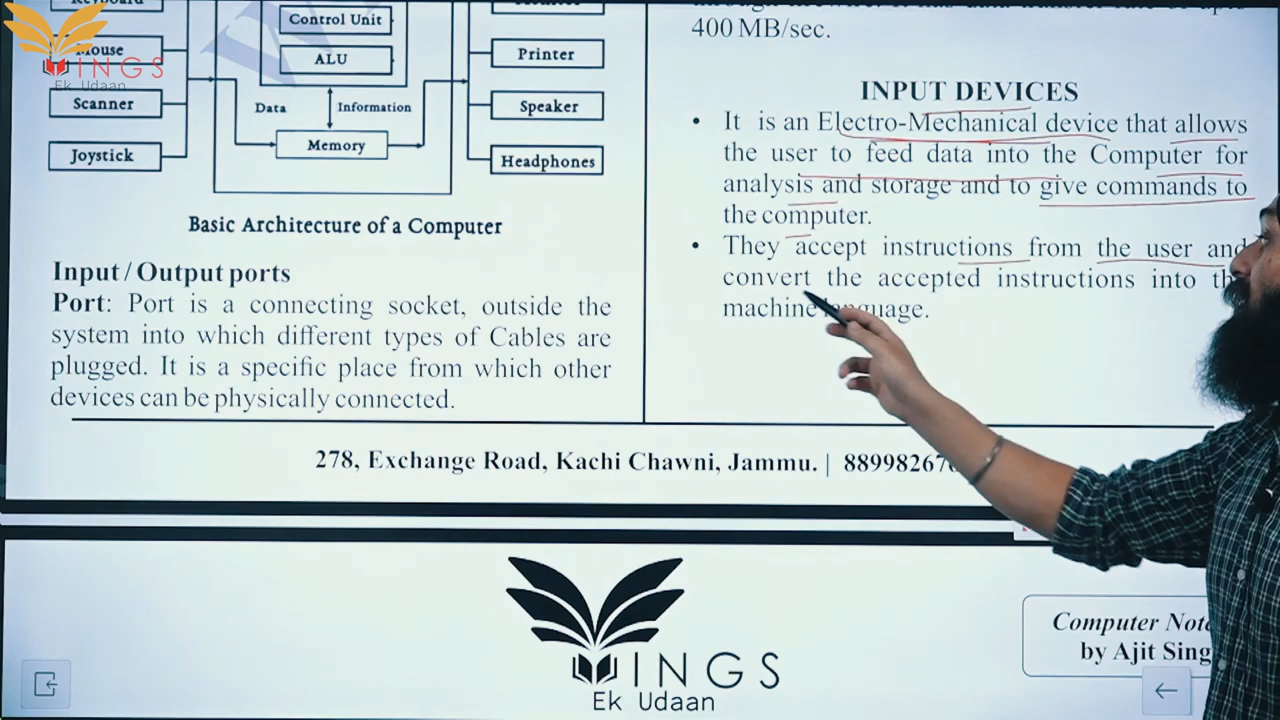 Mouse
Scanner
Joystick
Control Unit
ALU
Data
Information
Memory
Printer
Speaker
Headphones
Basic Architecture of a Computer
Input / Output ports
Port: Port is a connecting socket, outside the
system into which different types of Cables are
plugged. It is a specific place from which other
devices can be physically connected.
400 MB/sec.
INPUT DEVICES
• It is an Electro-Mechanical device that allows
the user to feed data into the Computer for
analysis and storage and to give commands to
the computer.
• They accept instructions from the user and
convert the accepted instructions into
machine
278, Exchange Road, Kachi Chawni, Jammu. |
WINGS
Ek Udaan
WINGS
Ek Udaan
Computer
by Ajit